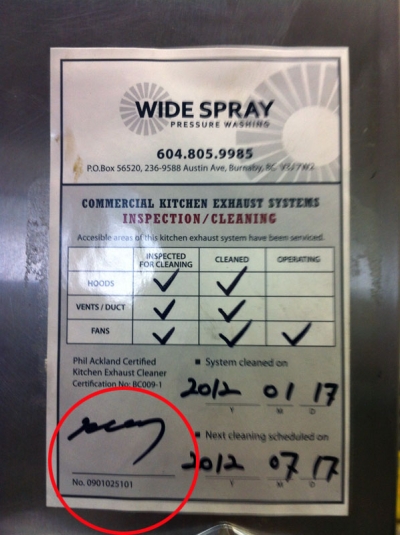 WIDE SPRAY
PRESSURE WASHING
604.805.9985
P.O.Box 56520, 236-9588 Austin Ave, Burnaby, BC
COMMERCIAL KITCHEN EXHAUST SYSTEMS
INSPECTION/CLEANING
Accesible areas of this kitchen exhaust system have been serviced.
INSPECTED FOR CLEANING CLEANED OPERATING
HOODS ✓ ✓
VENTS / DUCT ✓ ✓
FANS ✓ ✓ ✓
Phil Ackland Certified
Kitchen Exhaust Cleaner
Certification No: BC009-1
■ System cleaned on
2012 01 17
Y M D
■ Next cleaning scheduled on
2012 07 17
Y M D
No. 0901025101